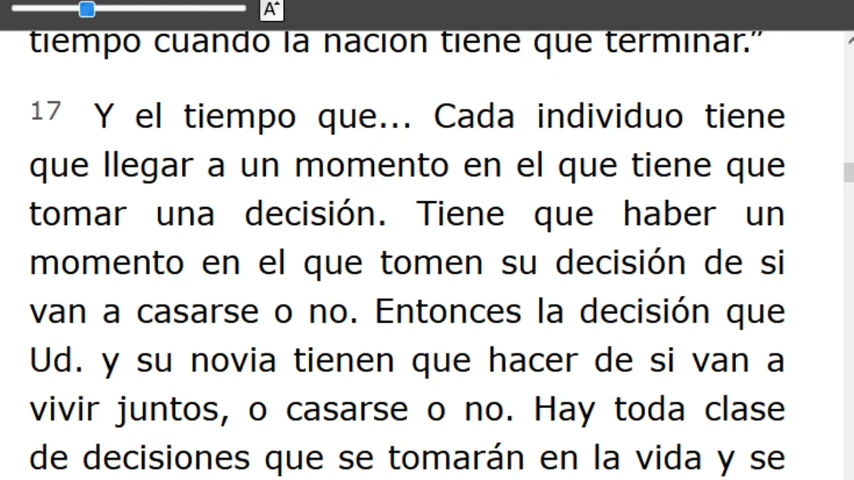 A
tiempo cuando la nación tiene que terminar.”
17 Y el tiempo que... Cada individuo tiene
que llegar a un momento en el que tiene que
tomar una decisión. Tiene que haber un
momento en el que tomen su decisión de si
van a casarse o no. Entonces la decisión que
Ud. y su novia tienen que hacer de si van a
vivir juntos, o casarse o no. Hay toda clase
de decisiones que se tomarán en la vida y se